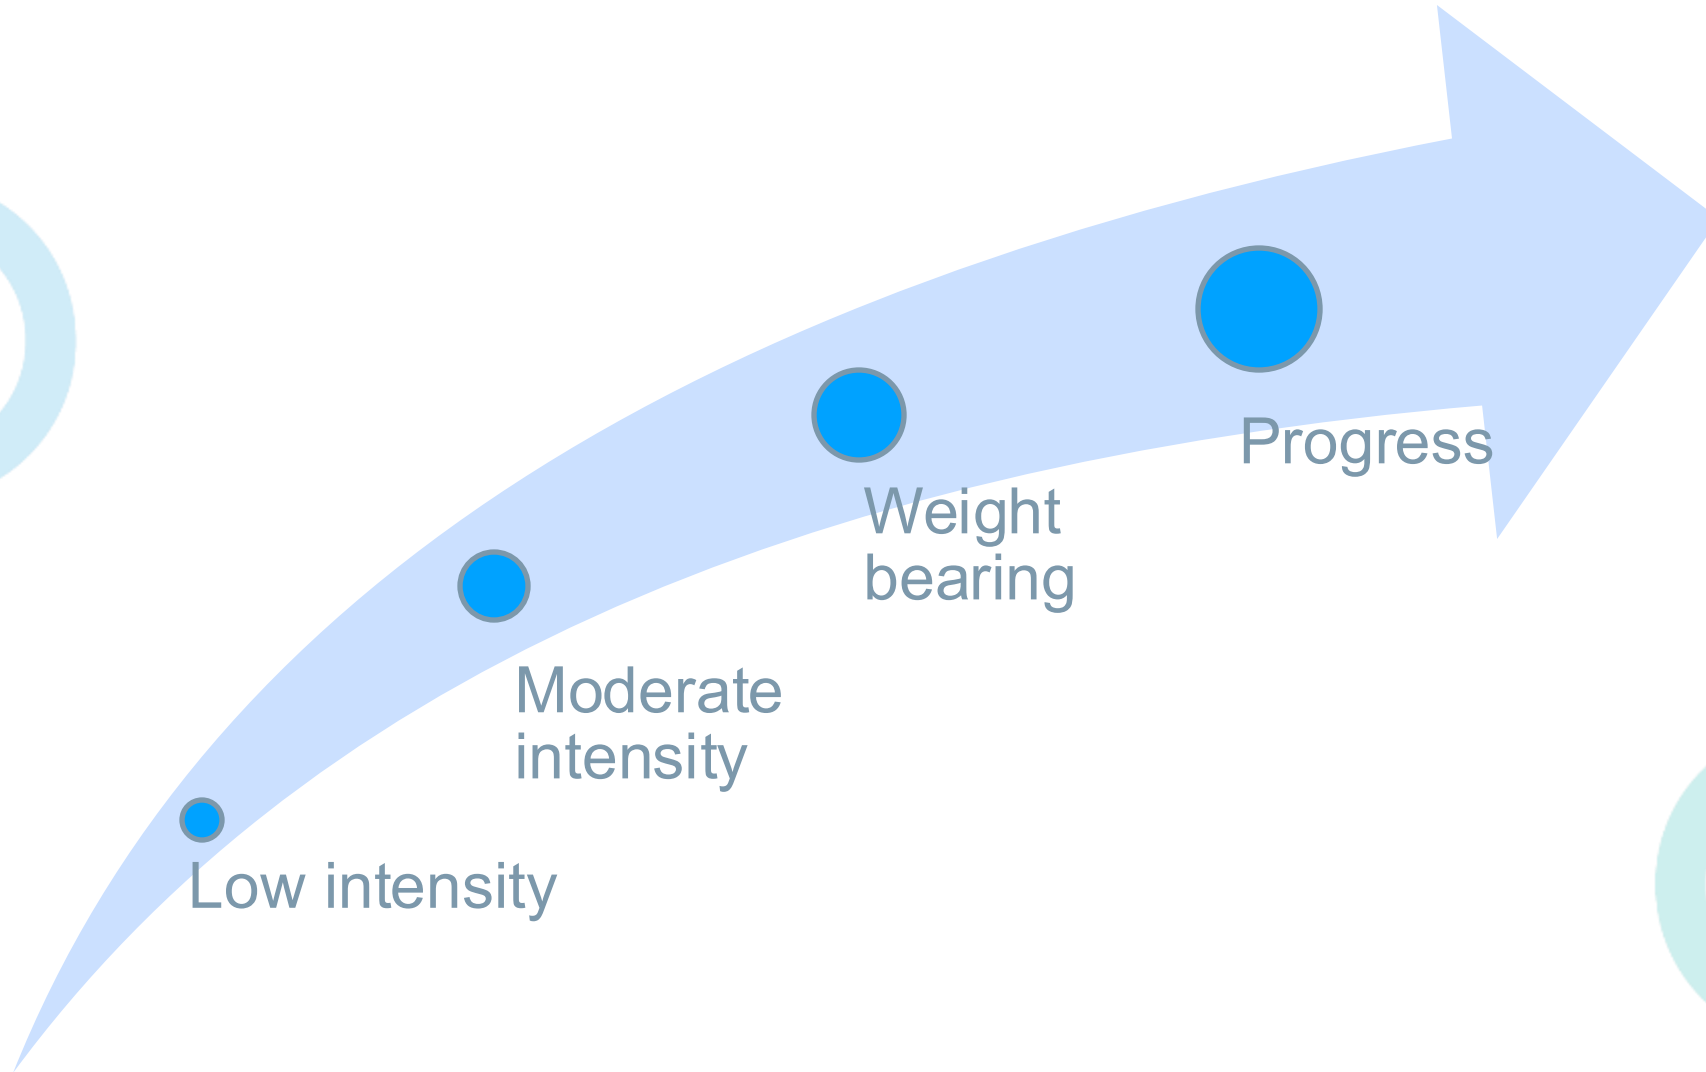 Progress
Weight
bearing
Moderate
intensity
Low intensity